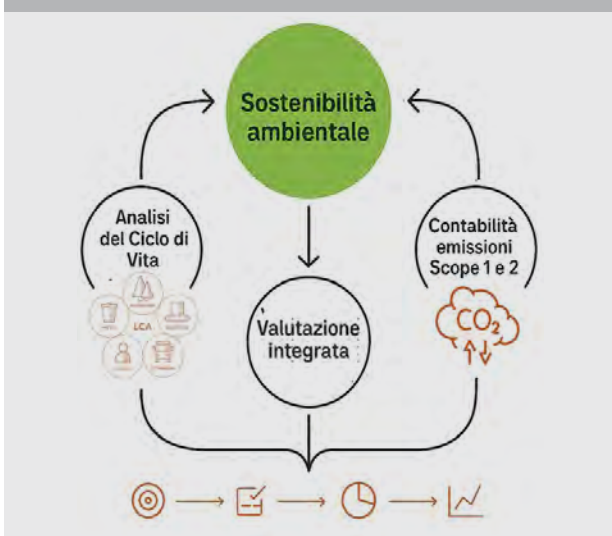 Sostenibilità
ambientale
Analisi
del Ciclo di
Vita
LCA
Contabilità
emissioni
Scope 1 e 2
CO₂
Valutazione
integrata